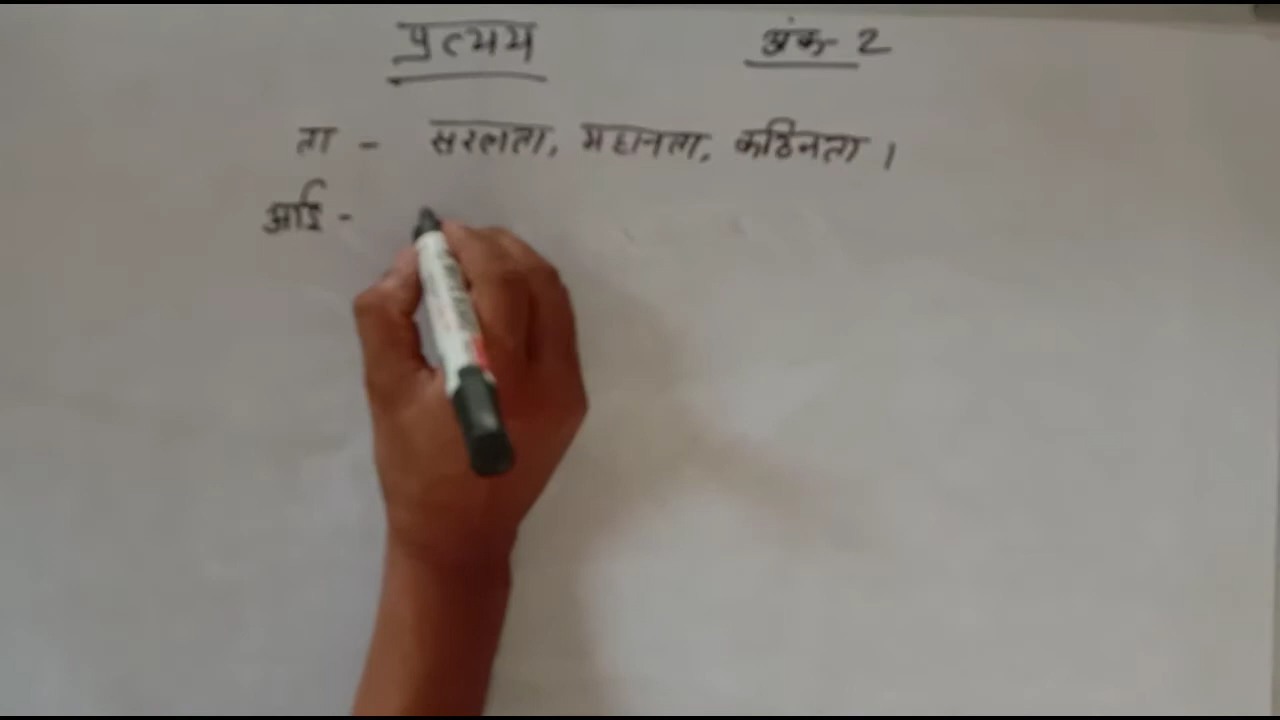 प्रत्यय अंक- 2
ता - सरलता, महानता, कठिनता ।
आई -